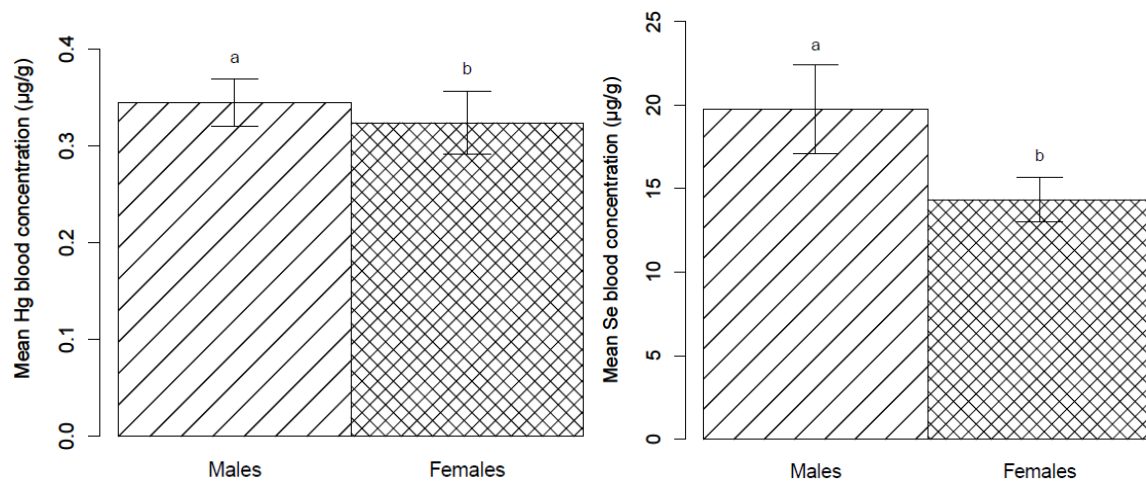 Mean Hg blood concentration (µg/g)
0.4
0.3
0.2
0.1
0.0
a
b
Males
Females
Mean Se blood concentration (µg/g)
25
20
15
10
5
0
a
b
Males
Females